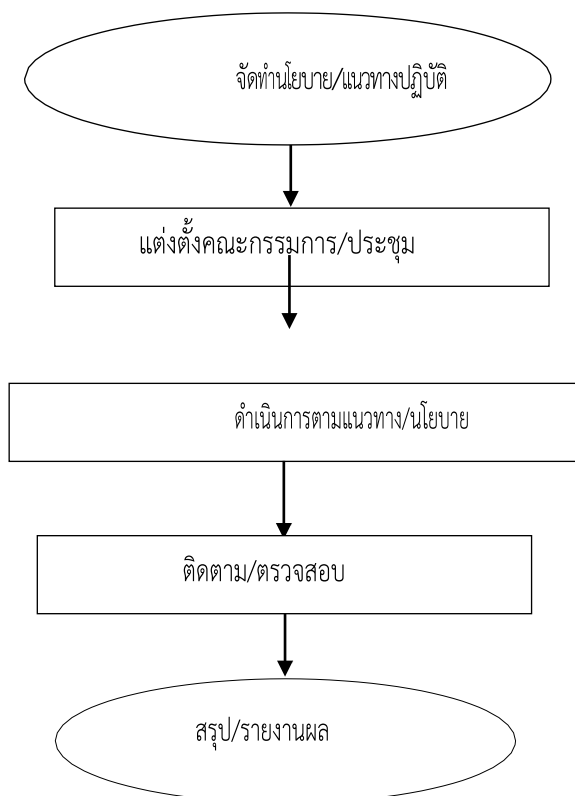 จัดทำนโยบาย/แนวทางปฏิบัติ
แต่งตั้งคณะกรรมการ/ประชุม
ดำเนินการตามแนวทาง/นโยบาย
ติดตาม/ตรวจสอบ
สรุป/รายงานผล